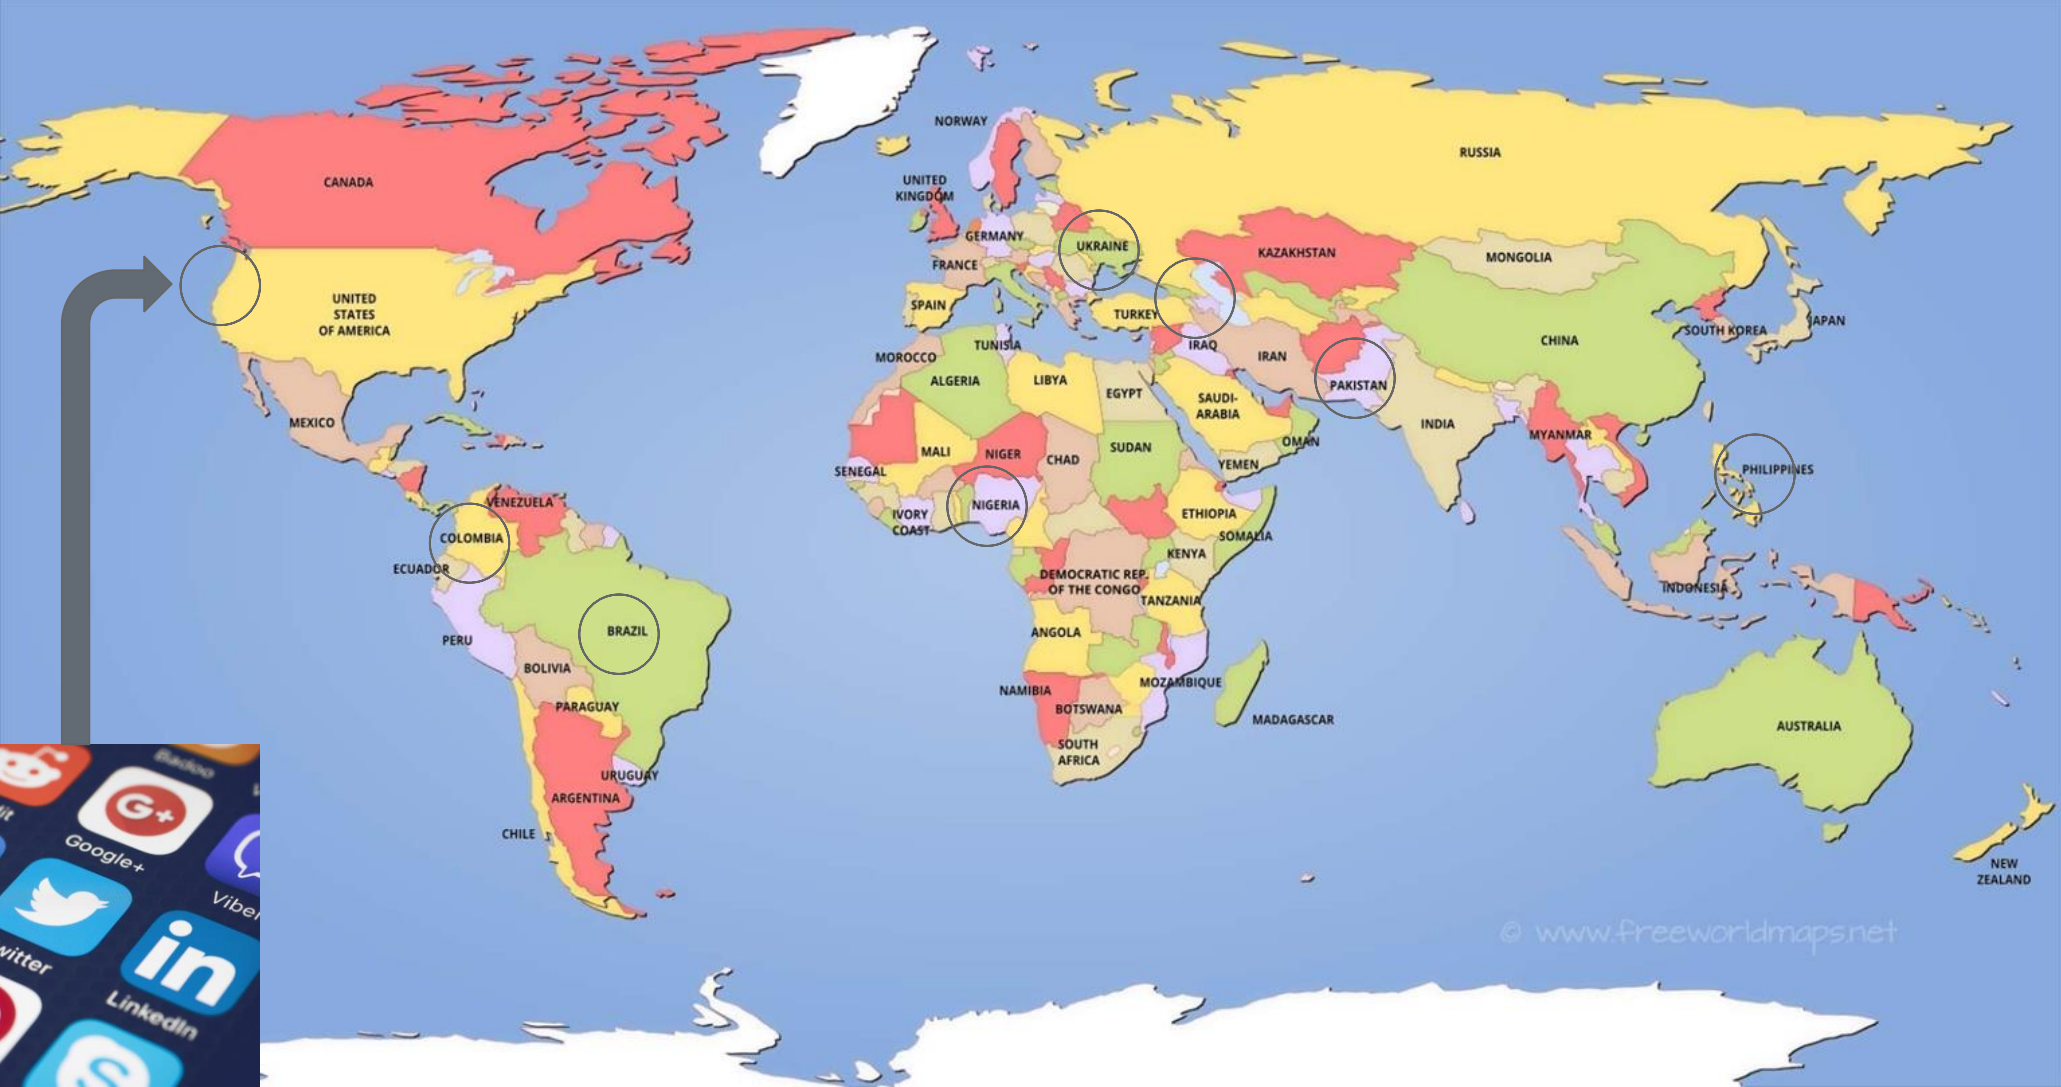 NORWAY
RUSSIA
CANADA
UNITED
KINGDOM
GERMANY
UKRAINE
KAZAKHSTAN
MONGOLIA
FRANCE
UNITED
STATES
OF AMERICA
SPAIN
TURKEY
SOUTH KOREA
JAPAN
CHINA
TUNISIA
MOROCCO
IRAQ
IRAN
ALGERIA
LIBYA
EGYPT
PAKISTAN
SAUDI-
ARABIA
MEXICO
INDIA
MYANMAR
OMAN
MALI
NIGER
CHAD
SUDAN
YEMEN
SENEGAL
PHILIPPINES
VENEZUELA
NIGERIA
IVORY
COAST
ETHIOPIA
SOMALIA
COLOMBIA
KENYA
ECUADOR
DEMOCRATIC REP.
OF THE CONGO
INDONESIA
TANZANIA
BRAZIL
ANGOLA
PERU
BOLIVIA
NAMIBIA
MOZAMBIQUE
PARAGUAY
BOTSWANA
MADAGASCAR
AUSTRALIA
SOUTH
AFRICA
URUGUAY
ARGENTINA
CHILE
NEW
ZEALAND
© www.freeworldmaps.net
Badoo
G+
Google+
Viber
witter
in
LinkedIn
S